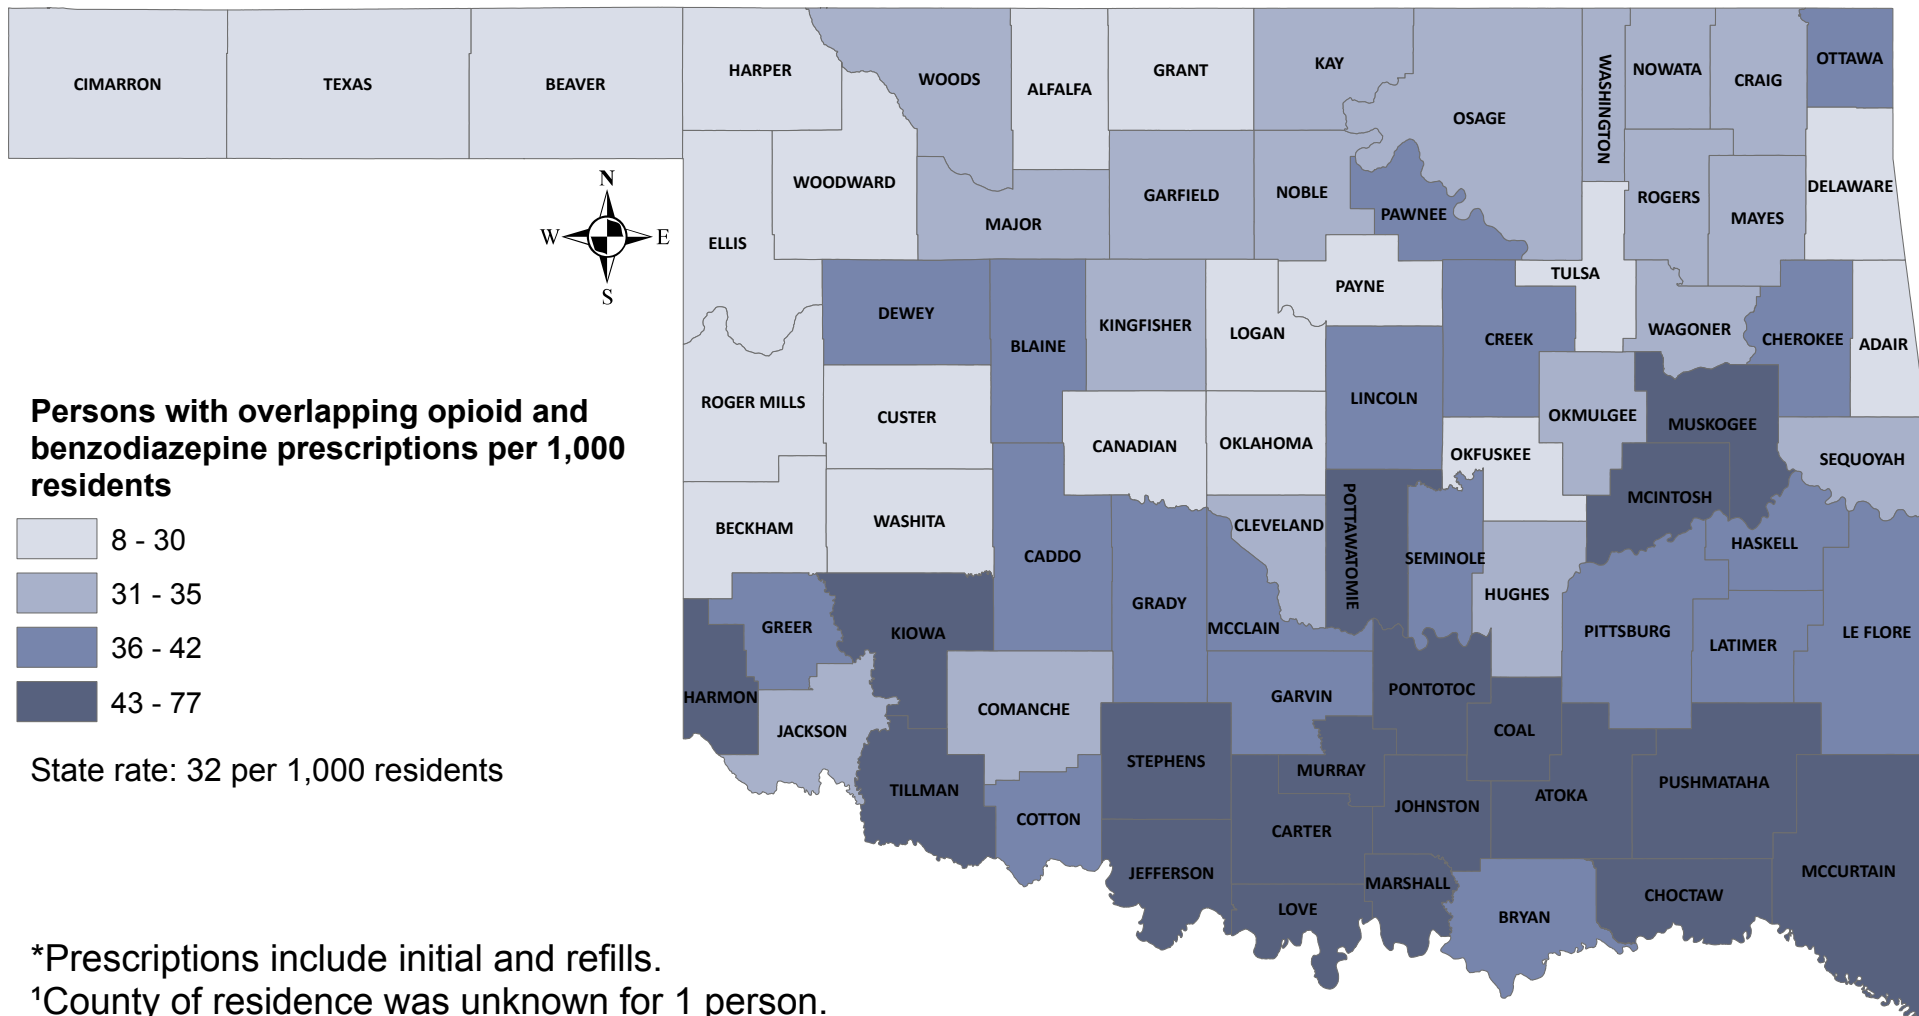 CIMARRON
TEXAS
BEAVER
HARPER
WOODS
ALFALFA
GRANT
KAY
OSAGE
WASHINGTON
NOWATA
CRAIG
OTTAWA
ELLIS
WOODWARD
MAJOR
GARFIELD
NOBLE
PAWNEE
ROGERS
MAYES
DELAWARE
N
W
E
S
DEWEY
BLAINE
KINGFISHER
LOGAN
PAYNE
CREEK
TULSA
WAGONER
CHEROKEE
ADAIR
ROGER MILLS
CUSTER
CANADIAN
OKLAHOMA
LINCOLN
OKFUSKEE
OKMULGEE
MUSKOGEE
SEQUOYAH
BECKHAM
WASHITA
CADDO
GRADY
CLEVELAND
MCCLAIN
POTTAWATOMIE
SEMINOLE
HUGHES
MCINTOSH
HASKELL
PITTSBURG
LATIMER
LE FLORE
GREER
KIOWA
HARMON
JACKSON
COMANCHE
TILLMAN
COTTON
STEPHENS
GARVIN
PONTOTOC
COAL
MURRAY
JOHNSTON
ATOKA
PUSHMATAHA
CARTER
JEFFERSON
LOVE
MARSHALL
BRYAN
CHOCTAW
MCCURTAIN
Persons with overlapping opioid and
benzodiazepine prescriptions per 1,000
residents
8 - 30
31 - 35
36 - 42
43 - 77
State rate: 32 per 1,000 residents
*Prescriptions include initial and refills.
¹County of residence was unknown for 1 person.